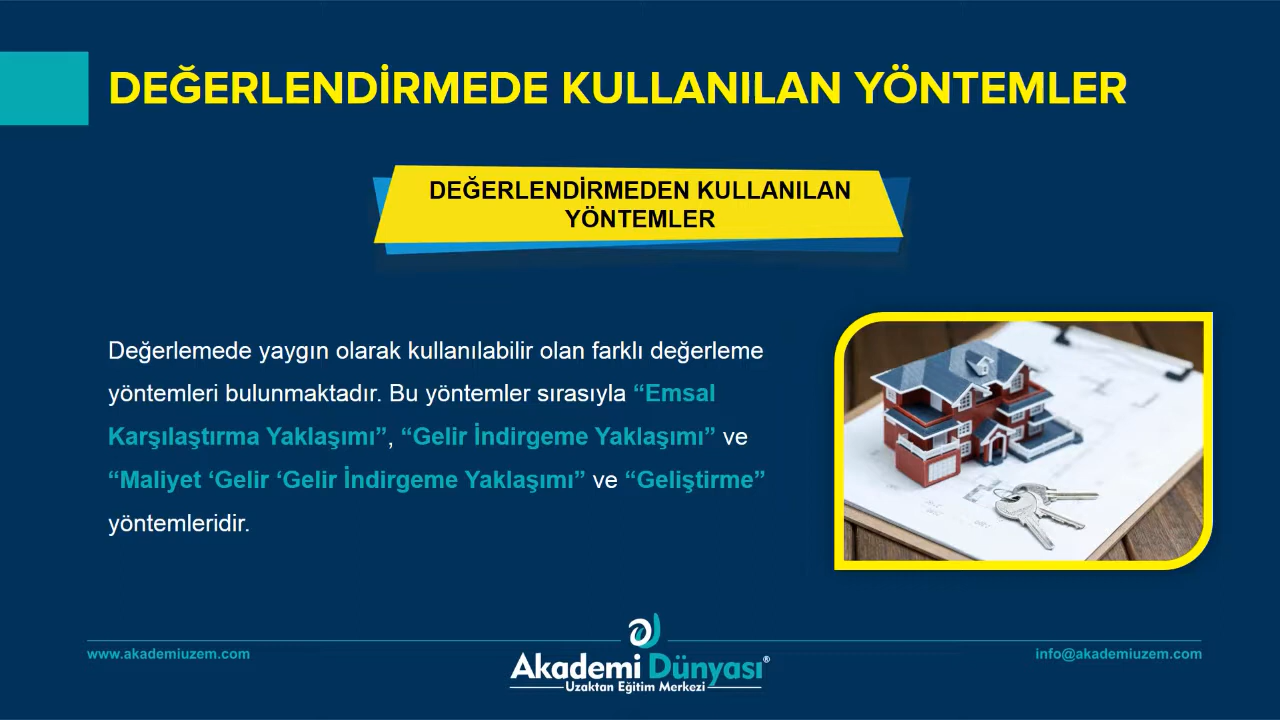 DEĞERLENDİRMEDE KULLANILAN YÖNTEMLER
DEĞERLENDİRMEDEN KULLANILAN
YÖNTEMLER
Değerlemede yaygın olarak kullanılabilir olan farklı değerleme
yöntemleri bulunmaktadır. Bu yöntemler sırasıyla “Emsal
Karşılaştırma Yaklaşımı”, “Gelir İndirgeme Yaklaşımı” ve
“Maliyet ‘Gelir ‘Gelir İndirgeme Yaklaşımı” ve “Geliştirme”
yöntemleridir.
www.akademiuzem.com
Akademi Dünyası®
Uzaktan Eğitim Merkezi
info@akademiuzem.com